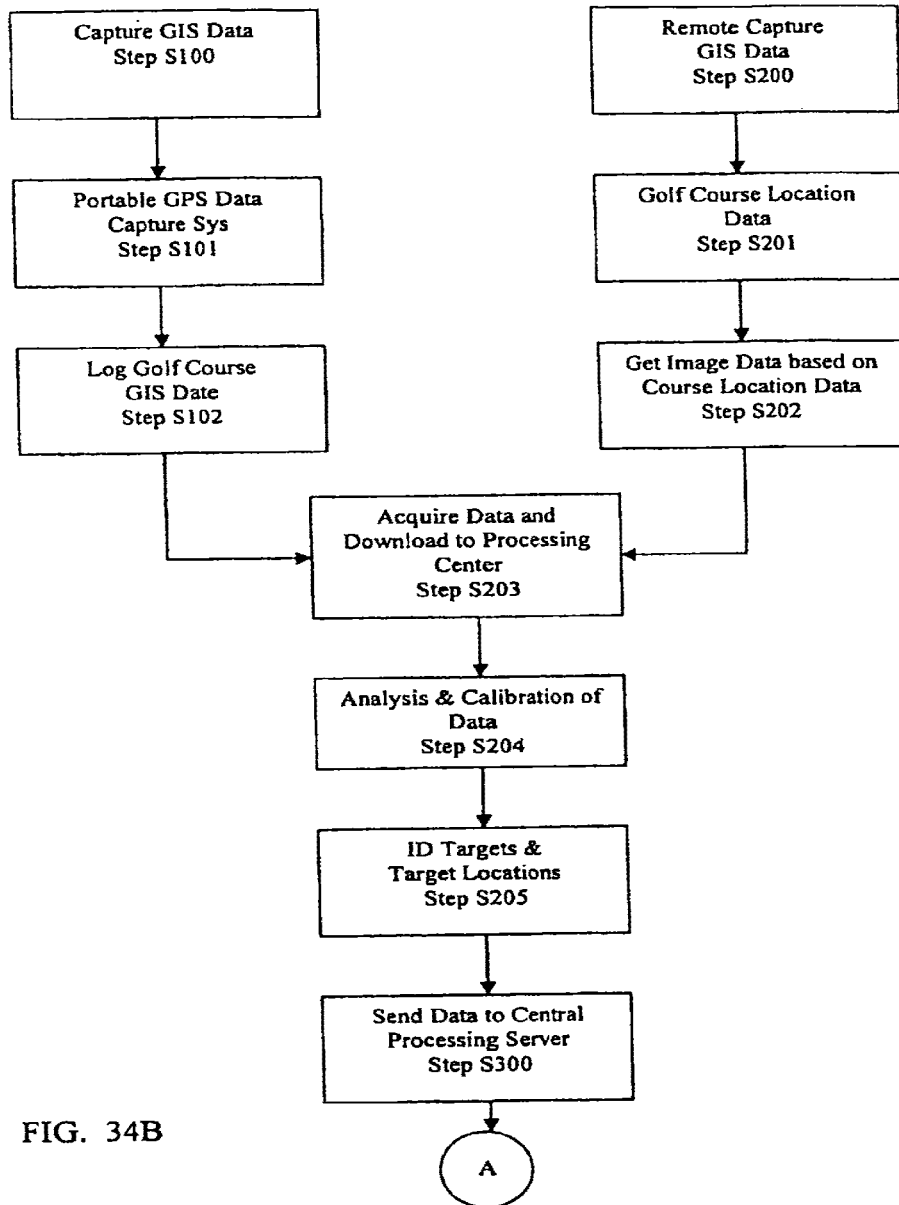 Capture GIS Data
Step S100
Remote Capture
GIS Data
Step S200
Portable GPS Data
Capture Sys
Step S101
Golf Course Location
Data
Step S201
Log Golf Course
GIS Date
Step S102
Get Image Data based on
Course Location Data
Step S202
Acquire Data and
Download to Processing
Center
Step S203
Analysis & Calibration of
Data
Step S204
ID Targets &
Target Locations
Step S205
Send Data to Central
Processing Server
Step S300
FIG. 34B
A